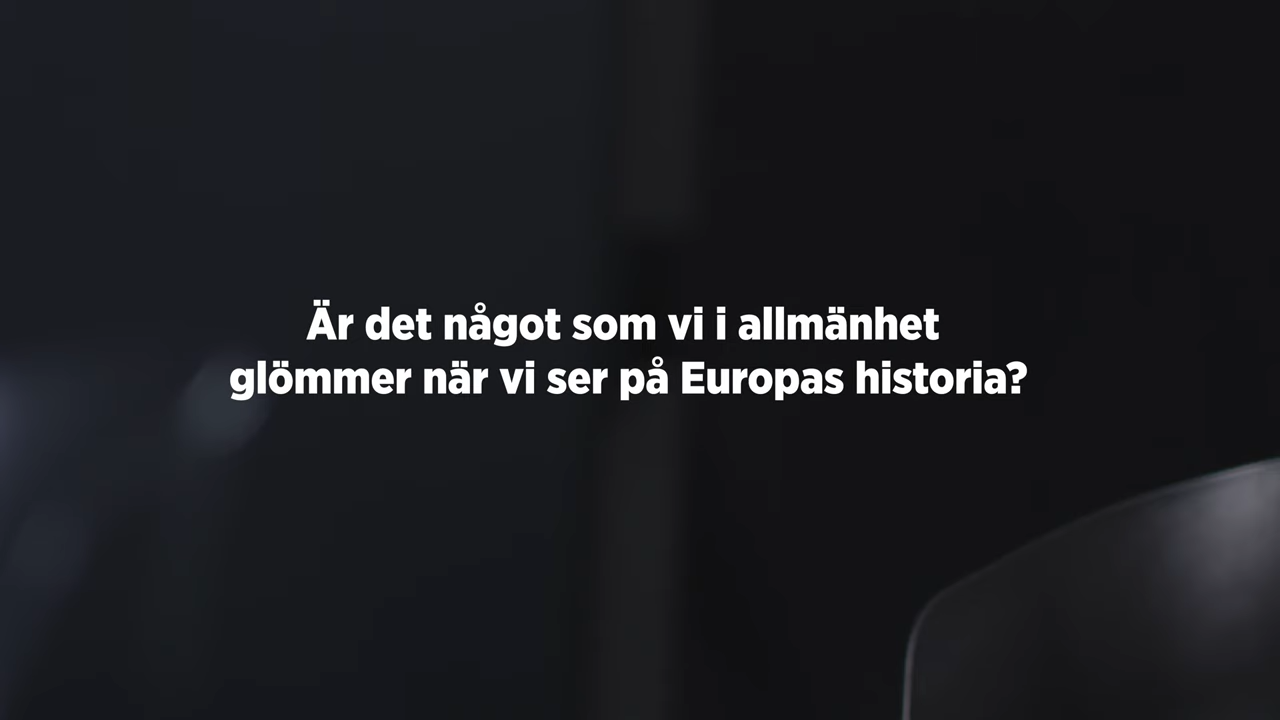 Är det något som vi i allmänhet
glömmer när vi ser på Europas historia?